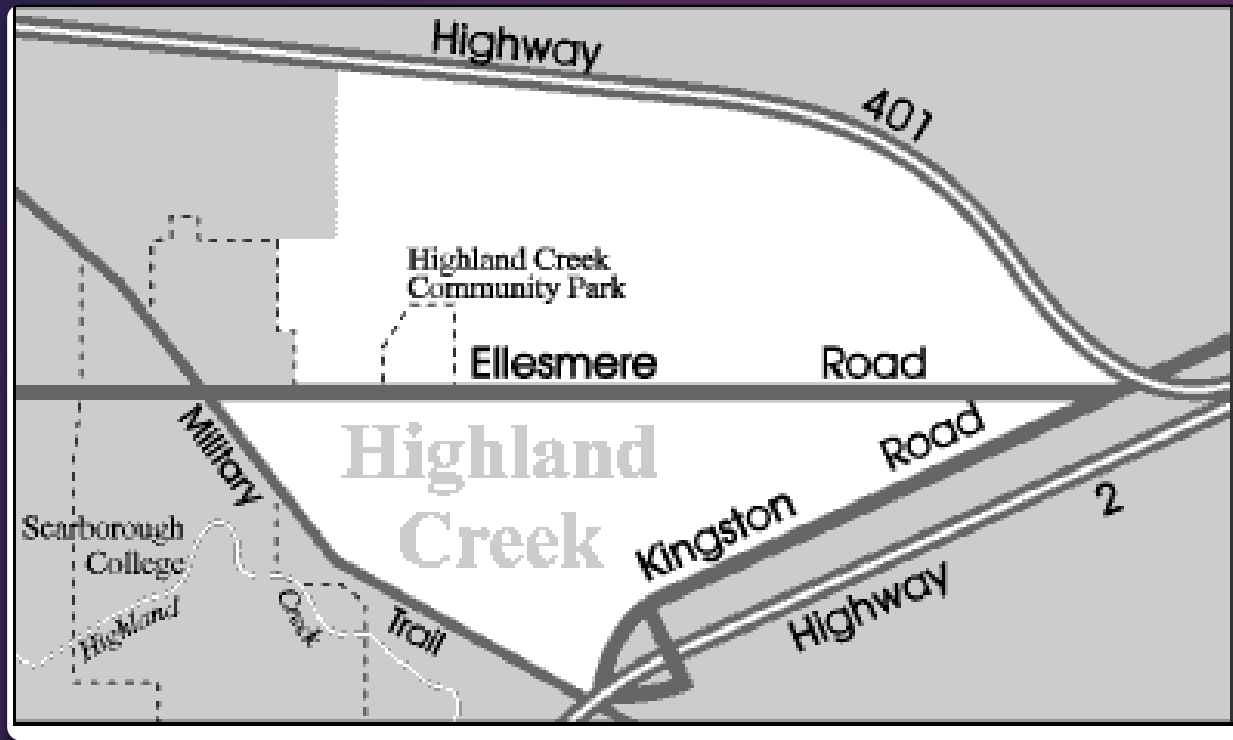 Highway
401
Highland Creek
Community Park
Ellesmere Road
Military
Trail
Highland
Creek
Kingston Road
Highway 2
Scarborough
College
Highland
Creek